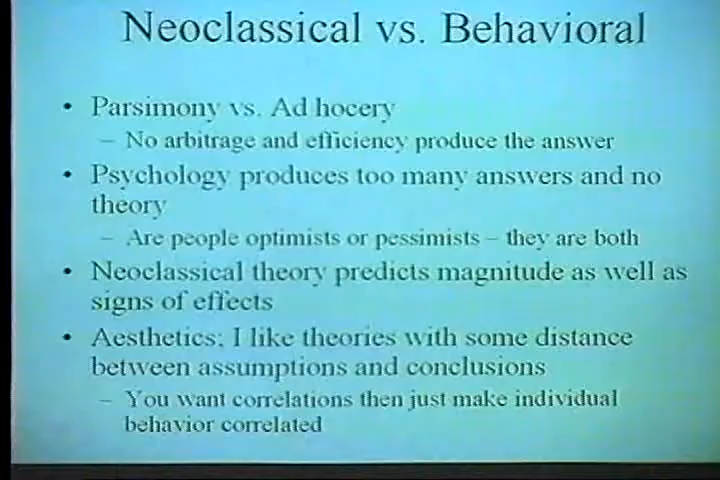 Neoclassical vs. Behavioral
• Parsimony vs. Ad hocery
– No arbitrage and efficiency produce the answer
• Psychology produces too many answers and no
theory
– Are people optimists or pessimists – they are both
• Neoclassical theory predicts magnitude as well as
signs of effects
• Aesthetics: I like theories with some distance
between assumptions and conclusions
– You want correlations then just make individual
behavior correlated